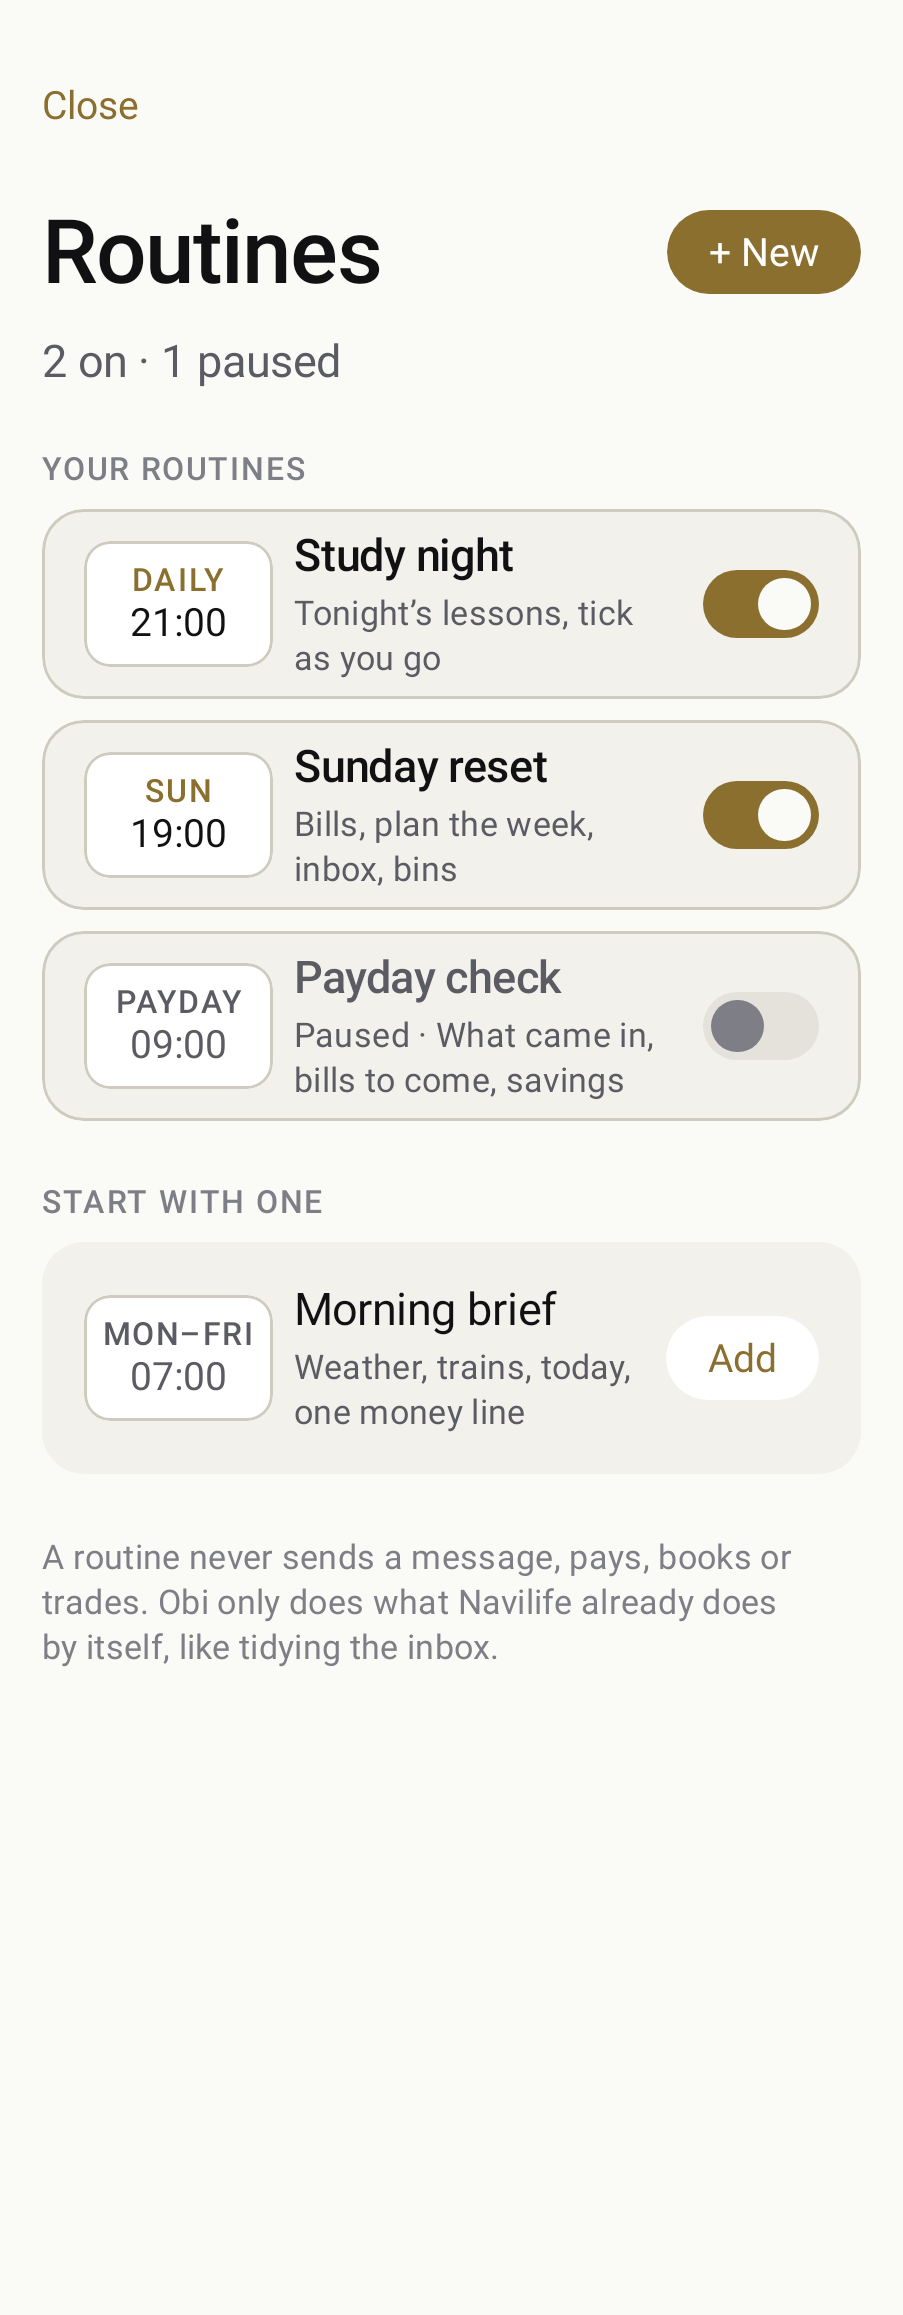 Close
Routines
+ New
2 on · 1 paused
YOUR ROUTINES
DAILY
21:00
Study night
Tonight’s lessons, tick
as you go
SUN
19:00
Sunday reset
Bills, plan the week,
inbox, bins
PAYDAY
09:00
Payday check
Paused · What came in,
bills to come, savings
START WITH ONE
MON–FRI
07:00
Morning brief
Weather, trains, today,
one money line
Add
A routine never sends a message, pays, books or
trades. Obi only does what Navilife already does
by itself, like tidying the inbox.